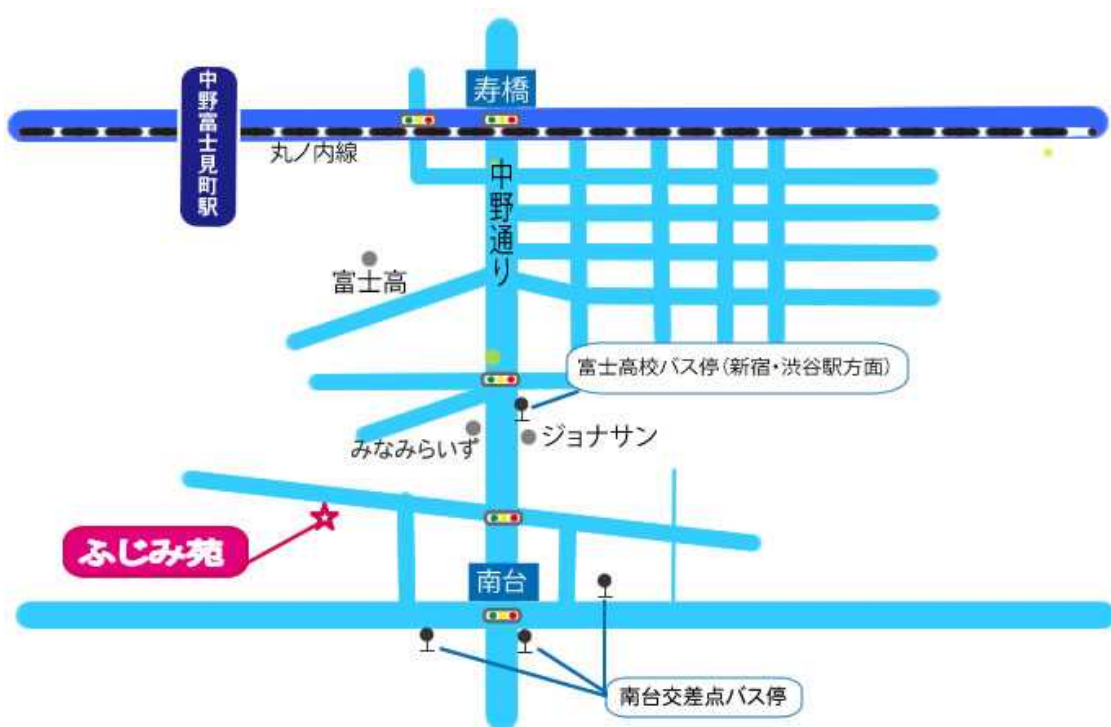 寿橋
中野富士見町駅
丸ノ内線
中野通り
富士高
富士高校バス停（新宿・渋谷駅方面）
みなみらいず
ジョナサン
ふじみ苑
南台
南台交差点バス停